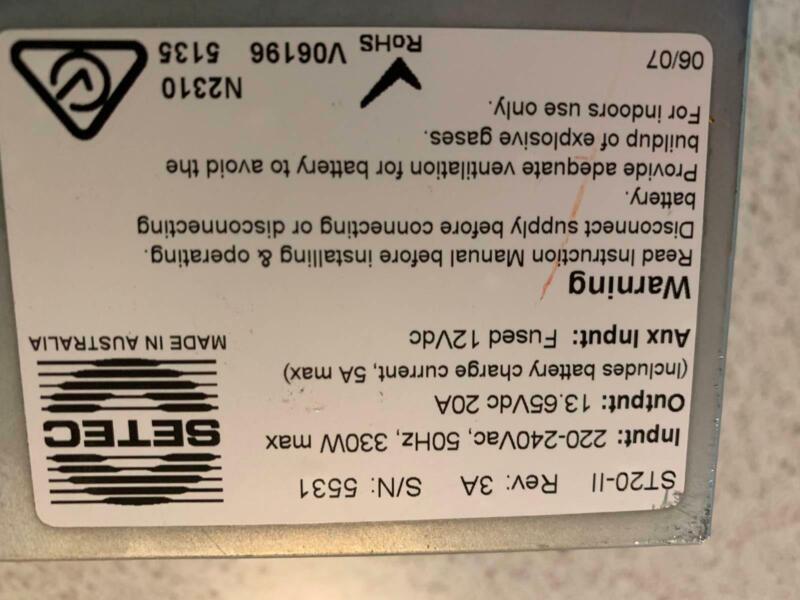 ST20-II Rev: 3A S/N: 5531
Input: 220-240Vac, 50Hz, 330W max
Output: 13.65Vdc 20A
(Includes battery charge current, 5A max)
Aux Input: Fused 12Vdc
SETEC
MADE IN AUSTRALIA
Warning
Read Instruction Manual before installing & operating.
Disconnect supply before connecting or disconnecting
battery.
Provide adequate ventilation for battery to avoid the
buildup of explosive gases.
For indoors use only.
06/07
RoHS
N2310
V06196 5135